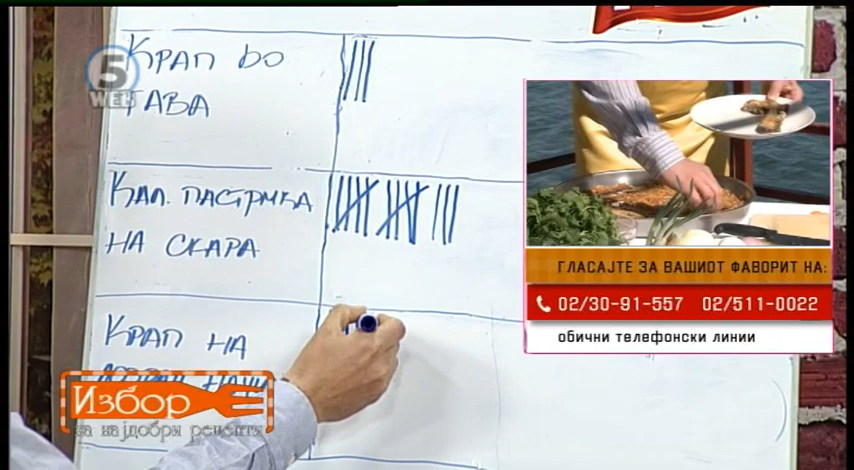 КРАП ВО
ТАВА
КАЛ. ПАСТРМКА
НА СКАРА
КРАП НА
5
WEB
ГЛАСАЈТЕ ЗА ВАШИОТ ФАВОРИТ НА:
02/30-91-557 02/511-0022
обични телефонски линии
Избор
на најдобри рецепти